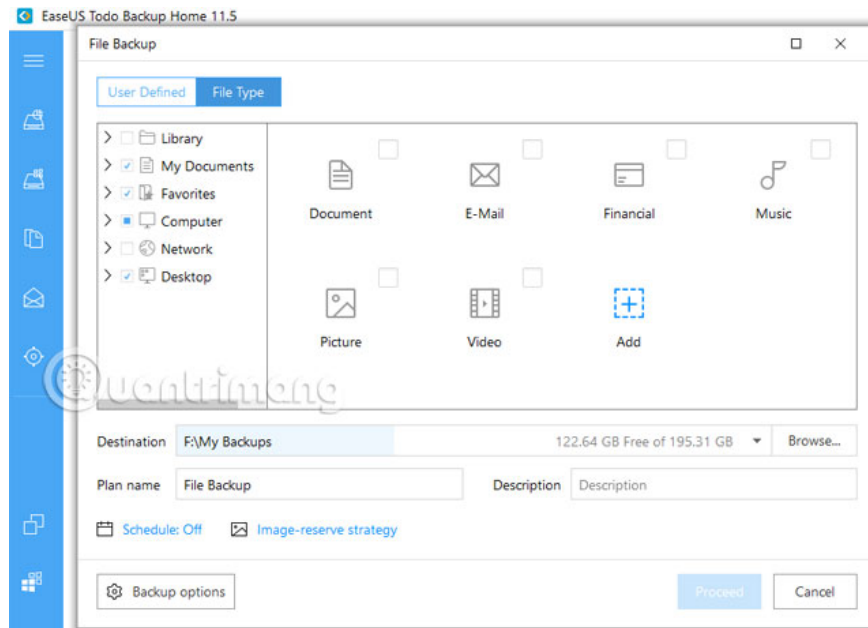 EaseUS Todo Backup Home 11.5
File Backup
User Defined File Type
Library
My Documents
Favorites
Computer
Network
Desktop
Document E-Mail Financial Music
Picture Video Add
Quantrimang
Destination F:\My Backups 122.64 GB Free of 195.31 GB Browse...
Plan name File Backup Description Description
Schedule: Off Image-reserve strategy
Backup options Proceed Cancel